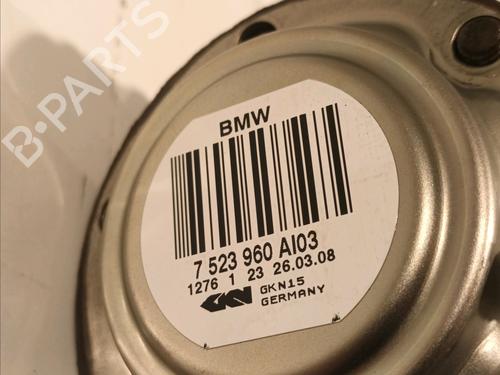 B-PARTS
BMW
7 523 960 AI03
1276 1 23 26.03.08
GKN GKN15
GERMANY